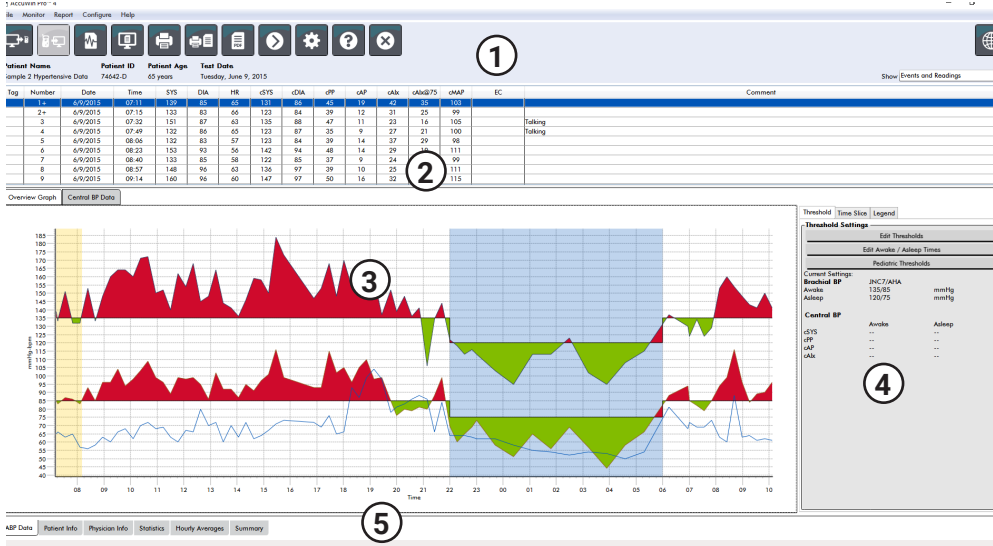 AccuWin Pro™ 4
File Monitor Report Configure Help
PDF
1
Patient Name Patient ID Patient Age Test Date
Sample 2 Hypertensive Data 74642-D 65 years Tuesday, June 9, 2015
Show Events and Readings
Tag Number Date Time SYS DIA HR cSYS cDIA cPP cAP cAIx cAIx@75 cMAP EC Comment
1+ 6/9/2015 07:11 139 85 65 131 86 45 19 42 35 103
2+ 6/9/2015 07:15 133 83 66 123 84 39 12 31 25 99
3 6/9/2015 07:32 151 87 63 135 88 47 11 23 16 105 Talking
4 6/9/2015 07:49 132 86 65 123 87 35 9 27 21 100 Talking
5 6/9/2015 08:06 132 83 57 123 84 39 14 37 29 98
6 6/9/2015 08:23 153 93 56 142 94 48 14 29 111
7 6/9/2015 08:40 133 85 58 122 85 37 9 24 99
8 6/9/2015 08:57 148 96 63 136 97 39 10 25 111
9 6/9/2015 09:14 160 96 60 147 97 50 16 32 115
2
Overview Graph Central BP Data
Threshold Time Slice Legend
Threshold Settings
Edit Thresholds
Edit Awake / Asleep Times
Pediatric Thresholds
Current Settings:
Brachial BP JNC7/AHA
Awake 135/85 mmHg
Asleep 120/75 mmHg
Central BP
Awake Asleep
cSYS -- --
cPP -- --
cAP -- --
cAIx -- --
4
3
mmHg-bpm
185
180
175
170
165
160
155
150
145
140
135
130
125
120
115
110
105
100
95
90
85
80
75
70
65
60
55
50
45
40
08 09 10 11 12 13 14 15 16 17 18 19 20 21 22 23 00 01 02 03 04 05 06 07 08 09 10
Time
5
ABP Data Patient Info Physician Info Statistics Hourly Averages Summary